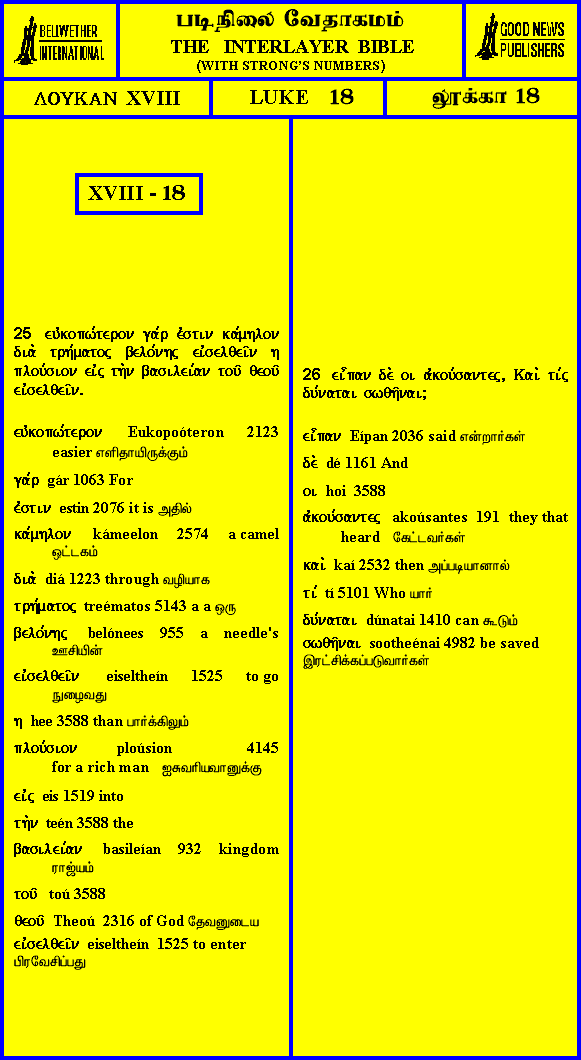 BELLWETHER
INTERNATIONAL
படிநிலை வேதாகமம்
THE INTERLAYER BIBLE
(WITH STRONG'S NUMBERS)
GOOD NEWS
PUBLISHERS
ΛΟΥΚΑΝ XVIII
LUKE 18
லூக்கா 18
XVIII - 18
25 εὐκοπώτερον γάρ ἐστιν κάμηλον
διὰ τρήματος βελόνης εἰσελθεῖν η
πλούσιον εἰς τὴν βασιλείαν τοῦ θεοῦ
εἰσελθεῖν.
εὐκοπώτερον Eukopoóteron 2123
easier எளிதாயிருக்கும்
γάρ gár 1063 For
ἐστιν estin 2076 it is அதில்
κάμηλον kámeelon 2574 a camel
ஒட்டகம்
διὰ diá 1223 through வழியாக
τρήματος treématos 5143 a a ஒரு
βελόνης belónees 955 a needle's
ஊசியின்
εἰσελθεῖν eiseltheín 1525 to go
நுழைவது
η hee 3588 than பார்க்கிலும்
πλούσιον ploúsion 4145
for a rich man ஐசுவரியவானுக்கு
εἰς eis 1519 into
τὴν teén 3588 the
βασιλείαν basileían 932 kingdom
ராஜ்யம்
τοῦ toú 3588
θεοῦ Theoú 2316 of God தேவனுடைய
εἰσελθεῖν eiseltheín 1525 to enter
பிரவேசிப்பது
26 εἶπαν δὲ οι ἀκούσαντες, Καὶ τίς
δύναται σωθῆναι;
εἶπαν Eípan 2036 said என்றார்கள்
δὲ dé 1161 And
οι hoi 3588
ἀκούσαντες akoúsantes 191 they that
heard கேட்டவர்கள்
καὶ kaí 2532 then அப்படியானால்
τί tí 5101 Who யார்
δύναται dúnatai 1410 can கூடும்
σωθῆναι sootheénai 4982 be saved
இரட்சிக்கப்படுவார்கள்